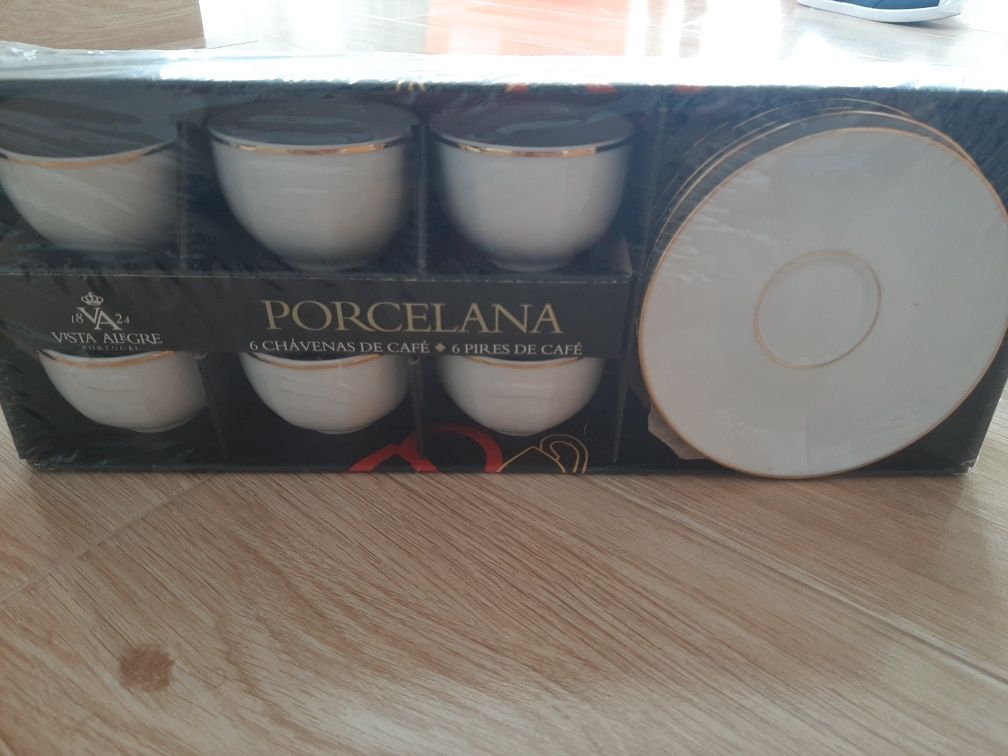 18 VA 24
VISTA ALEGRE
PORTUGAL
PORCELANA
6 CHÁVENAS DE CAFÉ ◆ 6 PIRES DE CAFÉ